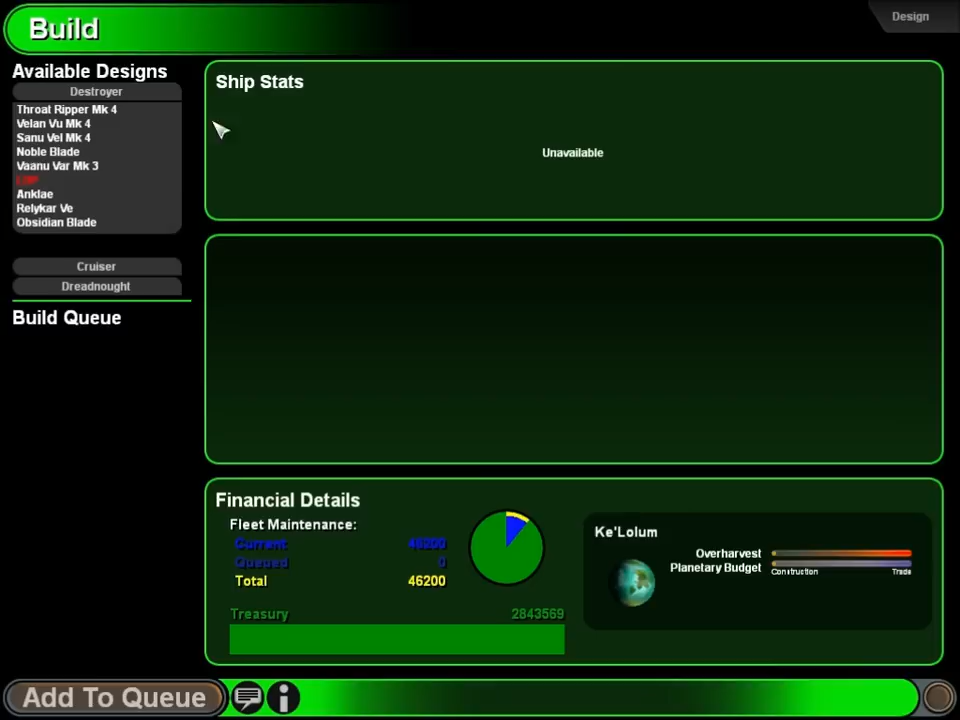 Build
Design
Available Designs
Destroyer
Throat Ripper Mk 4
Velan Vu Mk 4
Sanu Vel Mk 4
Noble Blade
Vaanu Var Mk 3
Anklae
Relykar Ve
Obsidian Blade
Cruiser
Dreadnought
Build Queue
Ship Stats
Unavailable
Financial Details
Fleet Maintenance:
Current 46200
Queued 0
Total 46200
Treasury 2843569
Ke'Lolum
Overharvest
Planetary Budget
Construction Trade
Add To Queue